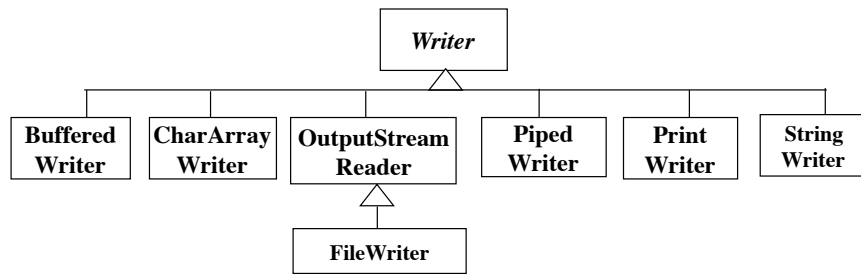 Writer
Buffered
Writer
CharArray
Writer
OutputStream
Reader
Piped
Writer
Print
Writer
String
Writer
FileWriter